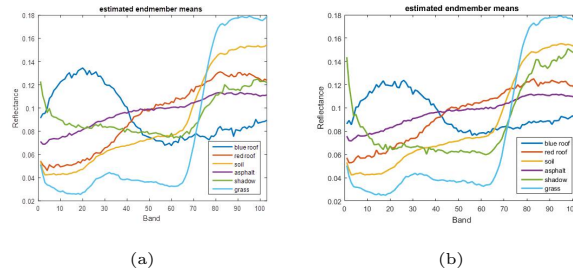 estimated endmember means
0.18
0.16
0.14
0.12
0.1
0.08
0.06
0.04
0.02
Reflectance
0 10 20 30 40 50 60 70 80 90 100
Band
blue roof
red roof
soil
asphalt
shadow
grass
(a)
estimated endmember means
0.18
0.16
0.14
0.12
0.1
0.08
0.06
0.04
0.02
Reflectance
0 10 20 30 40 50 60 70 80 90 100
Band
blue roof
red roof
soil
asphalt
shadow
grass
(b)